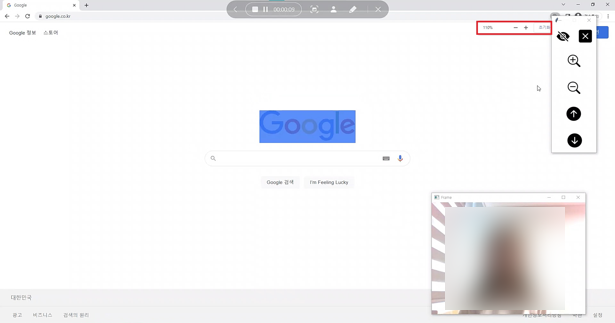 Google
google.co.kr
00:00:09
Google 정보 스토어
110%
Google
Google 검색
I'm Feeling Lucky
frame
대한민국
광고 비즈니스 검색의 원리
설정